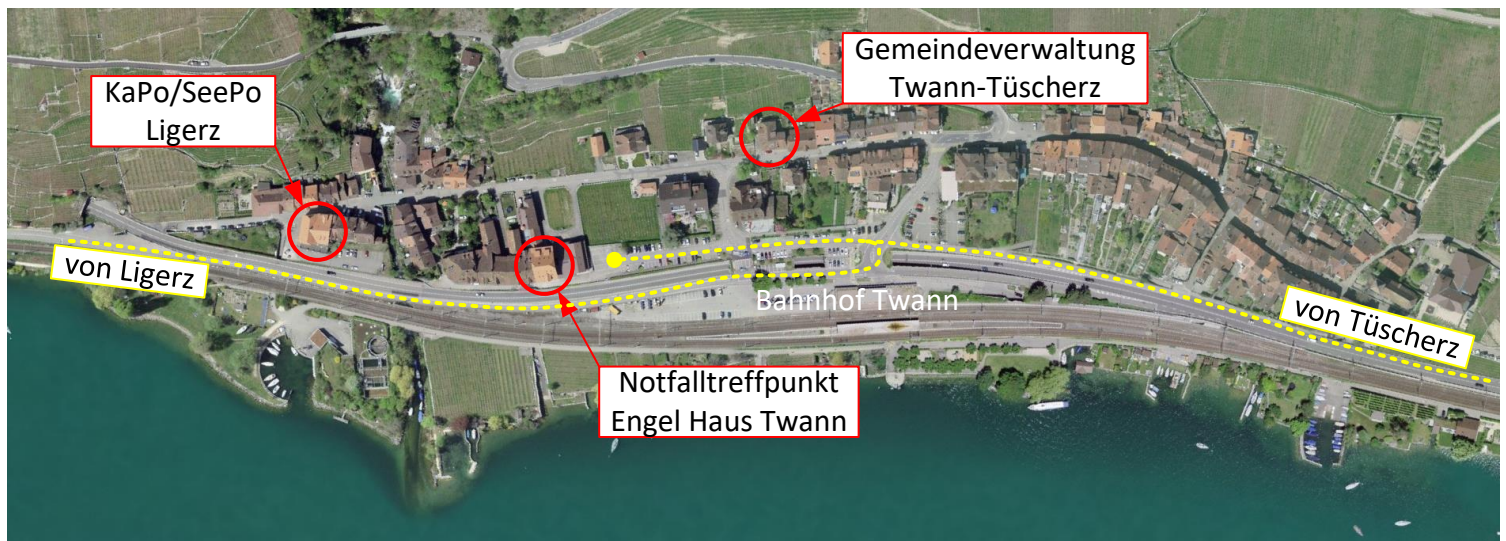 Gemeindeverwaltung
Twann-Tüscherz
KaPo/SeePo
Ligerz
von Ligerz
Bahnhof Twann
von Tüscherz
Notfalltreffpunkt
Engel Haus Twann